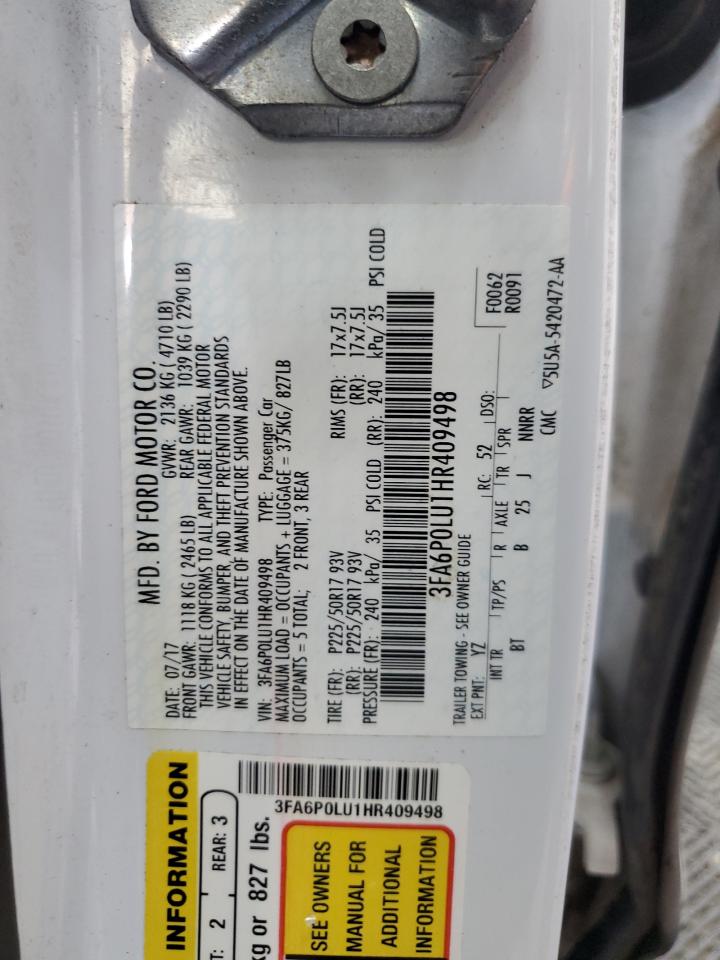 MFD. BY FORD MOTOR CO.
DATE: 07/17 GVWR: 2136 KG ( 4710 LB)
FRONT GAWR: 1118 KG ( 2465 LB) REAR GAWR: 1039 KG ( 2290 LB)
THIS VEHICLE CONFORMS TO ALL APPLICABLE FEDERAL MOTOR
VEHICLE SAFETY, BUMPER, AND THEFT PREVENTION STANDARDS
IN EFFECT ON THE DATE OF MANUFACTURE SHOWN ABOVE.
VIN: 3FA6P0LU1HR409498 TYPE: Passenger Car
MAXIMUM LOAD = OCCUPANTS + LUGGAGE = 375KG/ 827LB
OCCUPANTS = 5 TOTAL; 2 FRONT, 3 REAR
TIRE (FR): P225/50R17 93V RIMS (FR): 17x7.5J
(RR): P225/50R17 93V (RR): 17x7.5J
PRESSURE (FR): 240 kPa/ 35 PSI COLD (RR): 240 kPa/ 35 PSI COLD
3FA6P0LU1HR409498
TRAILER TOWING - SEE OWNER GUIDE F0062
EXT PNT: YZ RC: 52 DSO: R0091
INT TR TP/PS R AXLE TR SPR
BT B 25 J NNRR
CMC ▽5U5A-5420472-AA
INFORMATION
T: 2 REAR: 3
kg or 827 lbs.
3FA6P0LU1HR409498
SEE OWNERS
MANUAL FOR
ADDITIONAL
INFORMATION